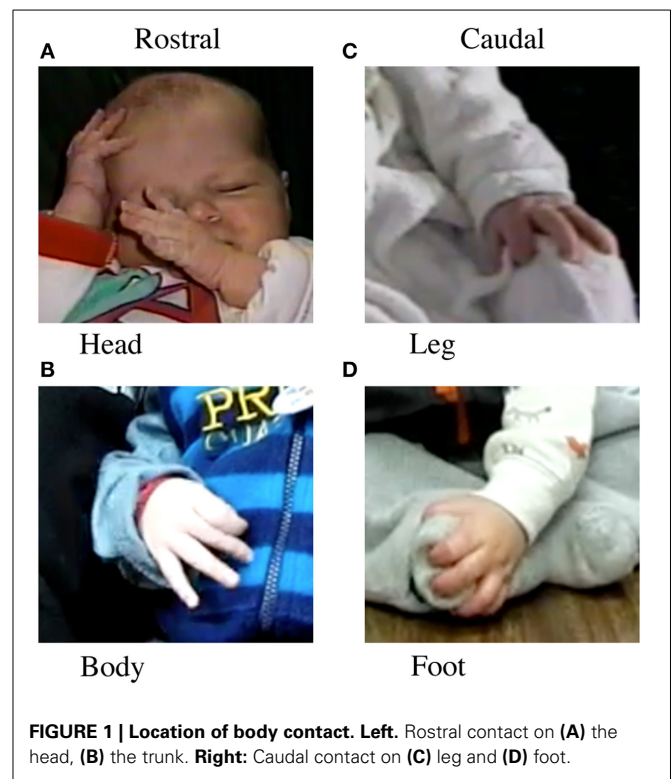 Rostral
Caudal
A
C
Head
Leg
B
D
PR
Body
Foot
FIGURE 1 | Location of body contact. Left. Rostral contact on (A) the
head, (B) the trunk. Right: Caudal contact on (C) leg and (D) foot.